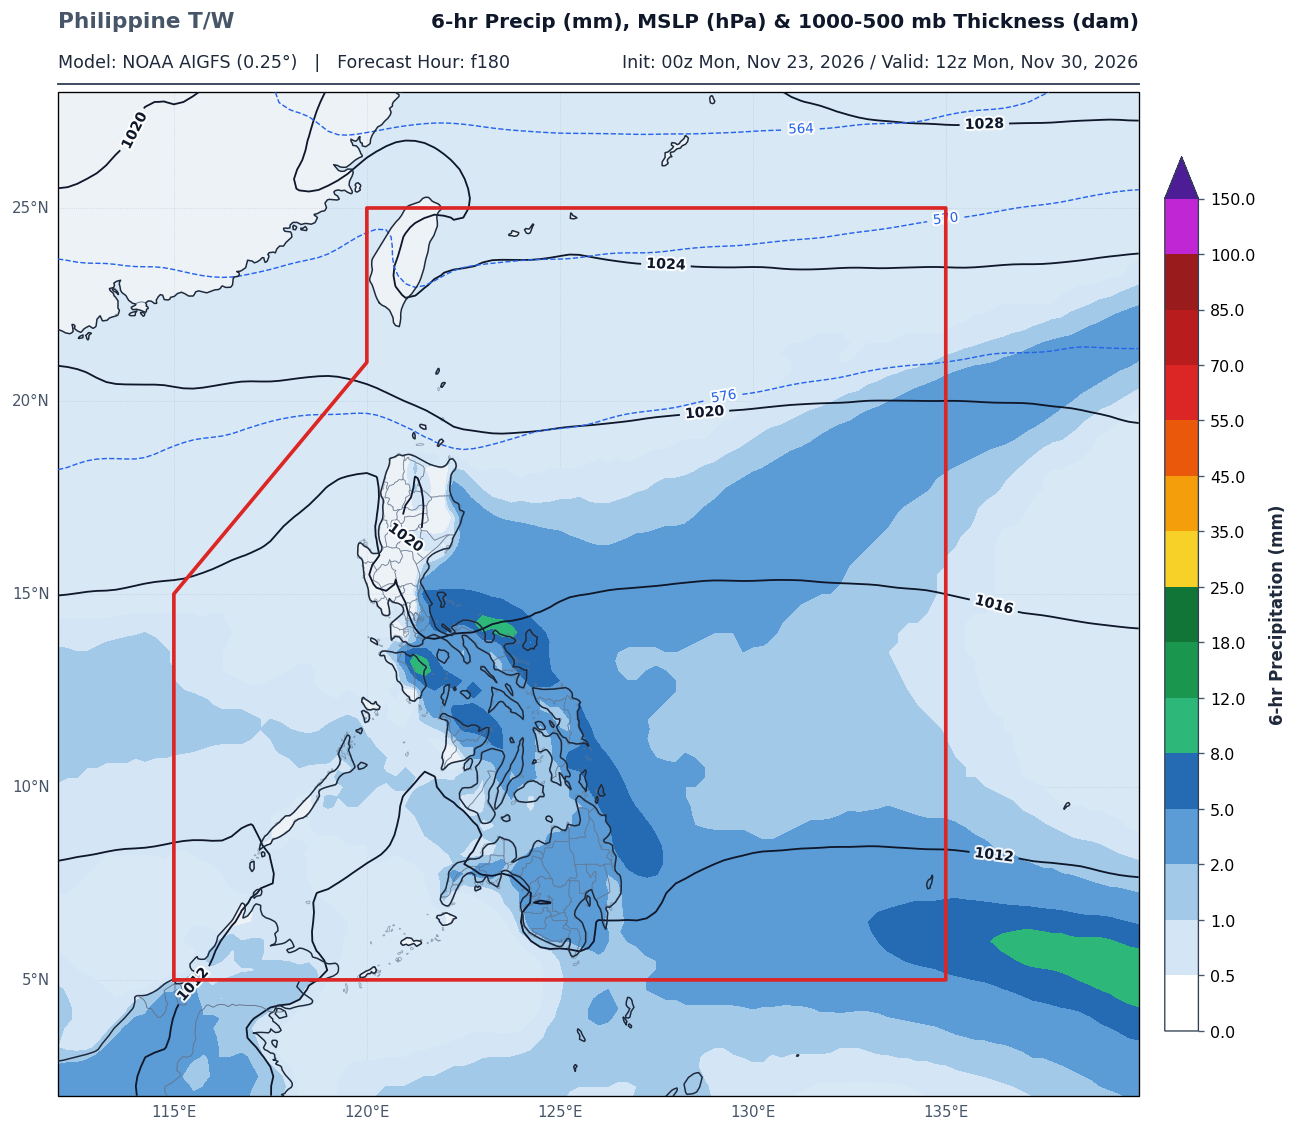 Philippine T/W
6-hr Precip (mm), MSLP (hPa) & 1000-500 mb Thickness (dam)
Model: NOAA AIGFS (0.25°) | Forecast Hour: f180
Init: 00z Mon, Nov 23, 2026 / Valid: 12z Mon, Nov 30, 2026
1020
564
1028
570
1024
576
1020
1020
1016
1012
1012
25°N
20°N
15°N
10°N
5°N
115°E
120°E
125°E
130°E
135°E
150.0
100.0
85.0
70.0
55.0
45.0
35.0
25.0
18.0
12.0
8.0
5.0
2.0
1.0
0.5
0.0
6-hr Precipitation (mm)